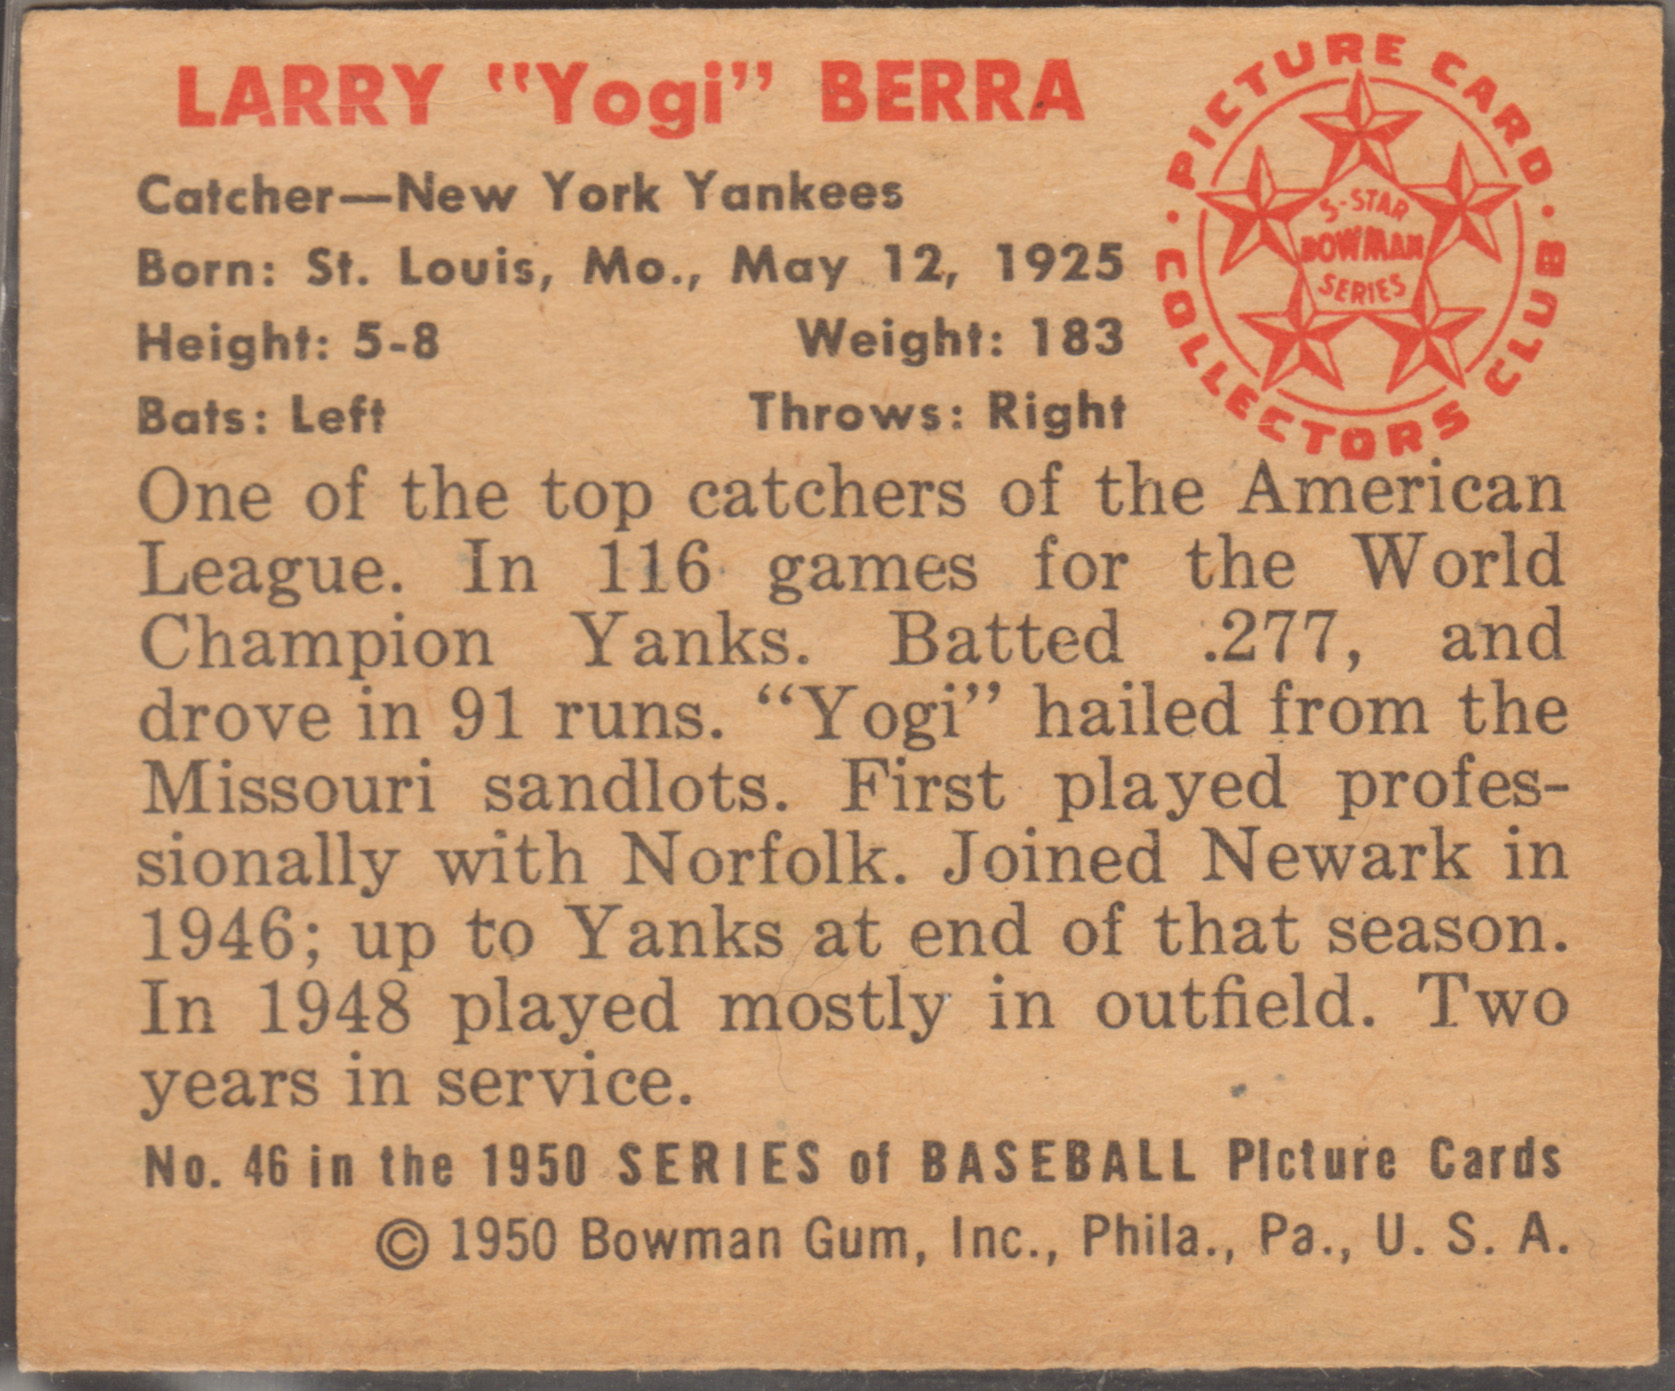 LARRY "Yogi" BERRA
PICTURE CARD
COLLECTORS CLUB
5-STAR
BOWMAN
SERIES
Catcher—New York Yankees
Born: St. Louis, Mo., May 12, 1925
Height: 5-8 Weight: 183
Bats: Left Throws: Right
One of the top catchers of the American
League. In 116 games for the World
Champion Yanks. Batted .277, and
drove in 91 runs. "Yogi" hailed from the
Missouri sandlots. First played profes-
sionally with Norfolk. Joined Newark in
1946; up to Yanks at end of that season.
In 1948 played mostly in outfield. Two
years in service.
No. 46 in the 1950 SERIES of BASEBALL Picture Cards
© 1950 Bowman Gum, Inc., Phila., Pa., U. S. A.